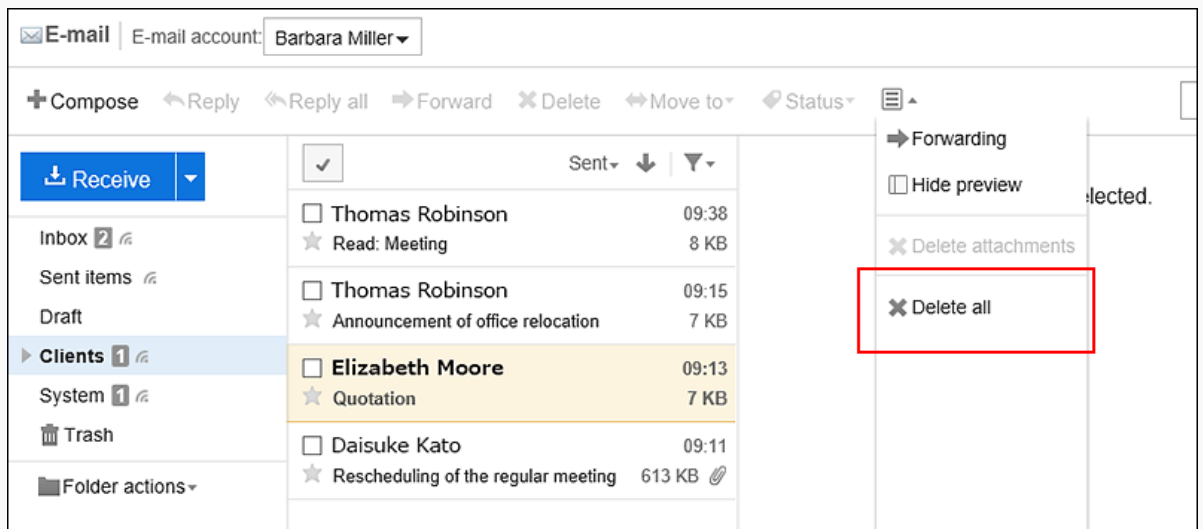 E-mail E-mail account: Barbara Miller
Compose Reply Reply all Forward Delete Move to Status
Forwarding
Hide preview
Delete attachments
Delete all
Receive
Inbox 2
Sent items
Draft
Clients 1
System 1
Trash
Folder actions
Sent
Thomas Robinson 09:38
Read: Meeting 8 KB
Thomas Robinson 09:15
Announcement of office relocation 7 KB
Elizabeth Moore 09:13
Quotation 7 KB
Daisuke Kato 09:11
Rescheduling of the regular meeting 613 KB